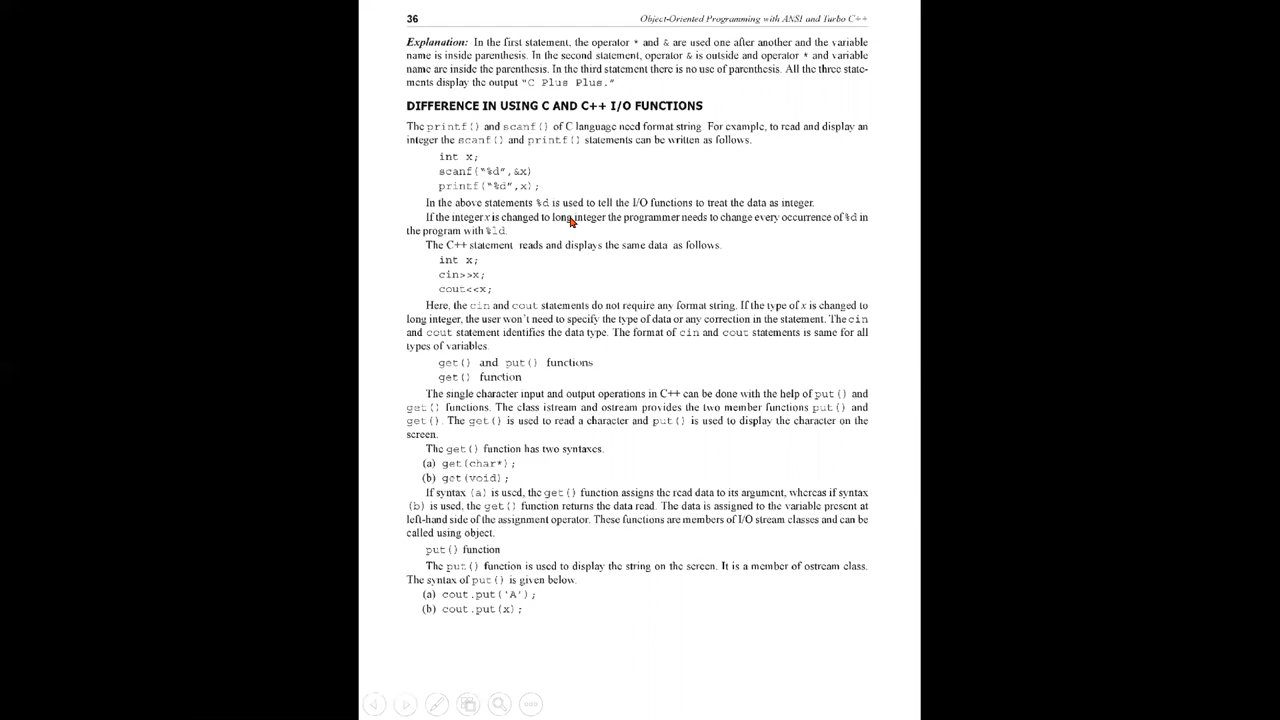 36 Object-Oriented Programming with ANSI and Turbo C++
Explanation: In the first statement, the operator * and & are used one after another and the variable
name is inside parenthesis. In the second statement, operator & is outside and operator * and variable
name are inside the parenthesis. In the third statement there is no use of parenthesis. All the three state-
ments display the output “C Plus Plus.”
DIFFERENCE IN USING C AND C++ I/O FUNCTIONS
The printf() and scanf() of C language need format string. For example, to read and display an
integer the scanf() and printf() statements can be written as follows.
int x;
scanf(“%d”,&x)
printf(“%d”,x);
In the above statements %d is used to tell the I/O functions to treat the data as integer.
If the integer x is changed to long integer the programmer needs to change every occurrence of %d in
the program with %ld.
The C++ statement reads and displays the same data as follows.
int x;
cin>>x;
cout<<x;
Here, the cin and cout statements do not require any format string. If the type of x is changed to
long integer, the user won’t need to specify the type of data or any correction in the statement. The cin
and cout statement identifies the data type. The format of cin and cout statements is same for all
types of variables.
get() and put() functions
get() function
The single character input and output operations in C++ can be done with the help of put() and
get() functions. The class istream and ostream provides the two member functions put() and
get(). The get() is used to read a character and put() is used to display the character on the
screen.
The get() function has two syntaxes.
(a) get(char*);
(b) get(void);
If syntax (a) is used, the get() function assigns the read data to its argument, whereas if syntax
(b) is used, the get() function returns the data read. The data is assigned to the variable present at
left-hand side of the assignment operator. These functions are members of I/O stream classes and can be
called using object.
put() function
The put() function is used to display the string on the screen. It is a member of ostream class.
The syntax of put() is given below.
(a) cout.put(‘A’);
(b) cout.put(x);